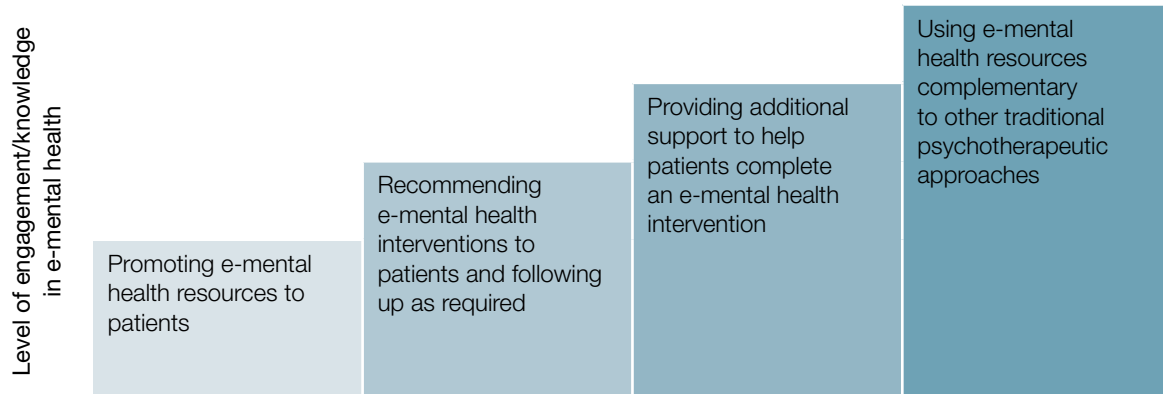 Level of engagement/knowledge
in e-mental health
Promoting e-mental
health resources to
patients
Recommending
e-mental health
interventions to
patients and following
up as required
Providing additional
support to help
patients complete
an e-mental health
intervention
Using e-mental
health resources
complementary
to other traditional
psychotherapeutic
approaches